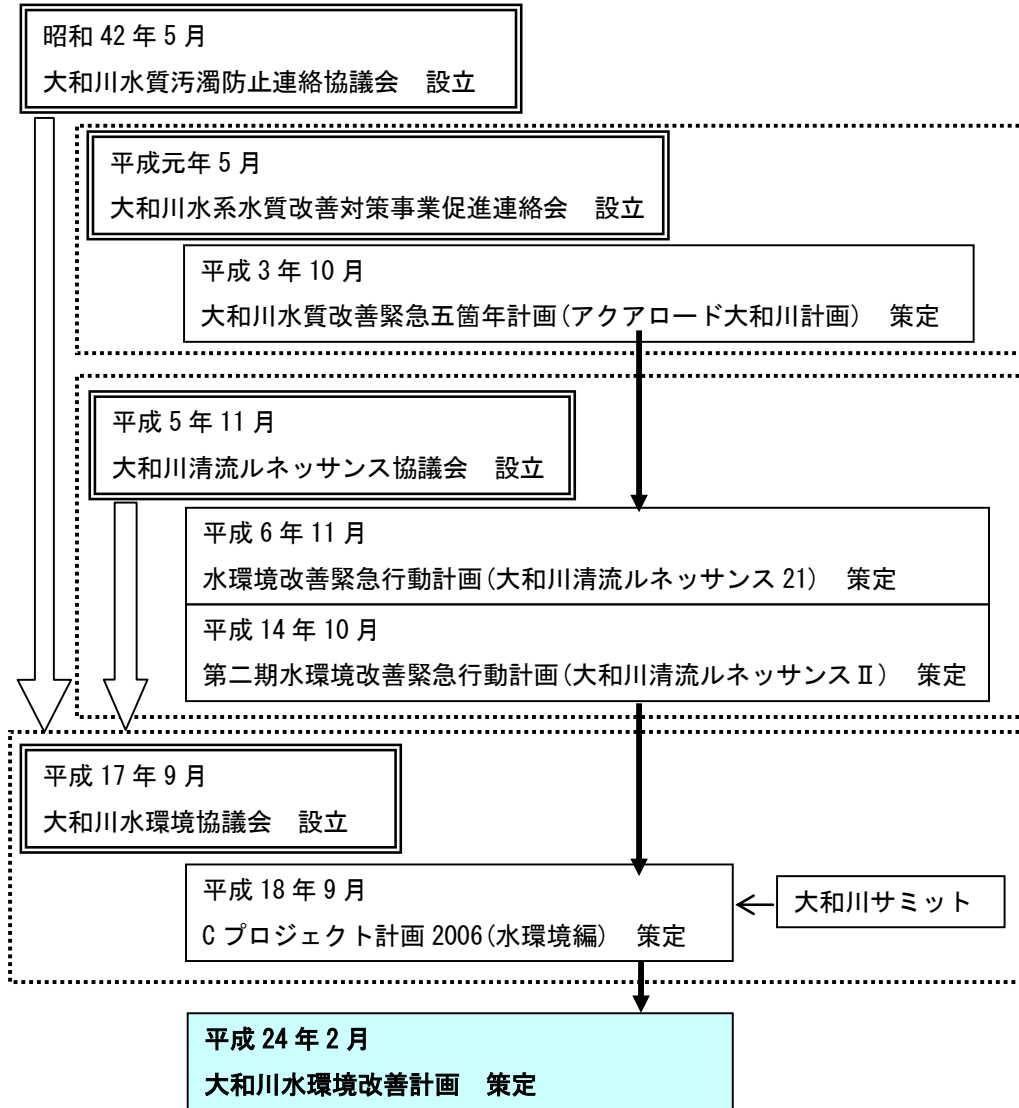 昭和 42 年 5 月
大和川水質汚濁防止連絡協議会　設立
平成元年 5 月
大和川水系水質改善対策事業促進連絡会　設立
平成 3 年 10 月
大和川水質改善緊急五箇年計画(アクアロード大和川計画)　策定
平成 5 年 11 月
大和川清流ルネッサンス協議会　設立
平成 6 年 11 月
水環境改善緊急行動計画(大和川清流ルネッサンス 21)　策定
平成 14 年 10 月
第二期水環境改善緊急行動計画(大和川清流ルネッサンスⅡ)　策定
平成 17 年 9 月
大和川水環境協議会　設立
平成 18 年 9 月
C プロジェクト計画 2006(水環境編)　策定
大和川サミット
平成 24 年 2 月
大和川水環境改善計画　策定